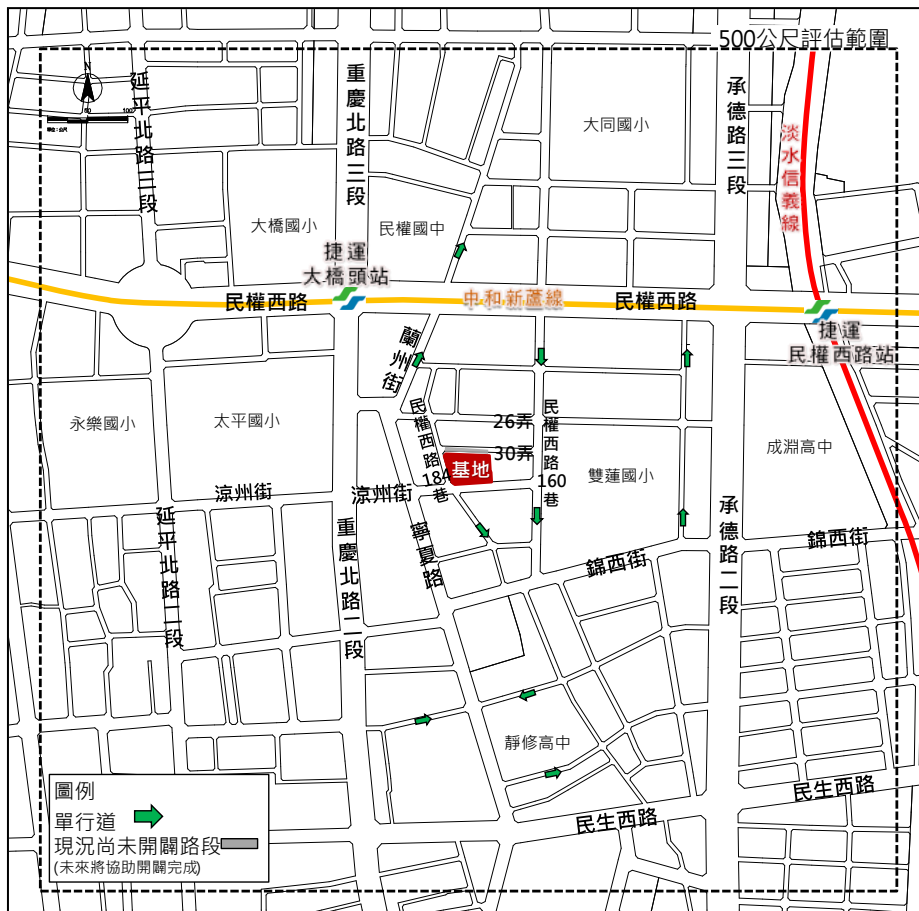 500公尺評估範圍
N
50
100
單位:公尺
延平北路三段
重慶北路三段
承德路三段
大同國小
淡水信義線
大橋國小
民權國中
捷運
大橋頭站
民權西路
中和新蘆線
民權西路
捷運
民權西路站
蘭州街
永樂國小
太平國小
民權西路184巷
26弄
30弄
民權西路160巷
基地
雙蓮國小
成淵高中
涼州街
涼州街
延平北路二段
重慶北路二段
寧夏路
錦西街
承德路二段
錦西街
靜修高中
民生西路
民生西路
圖例
單行道
現況尚未開闢路段
(未來將協助開闢完成)